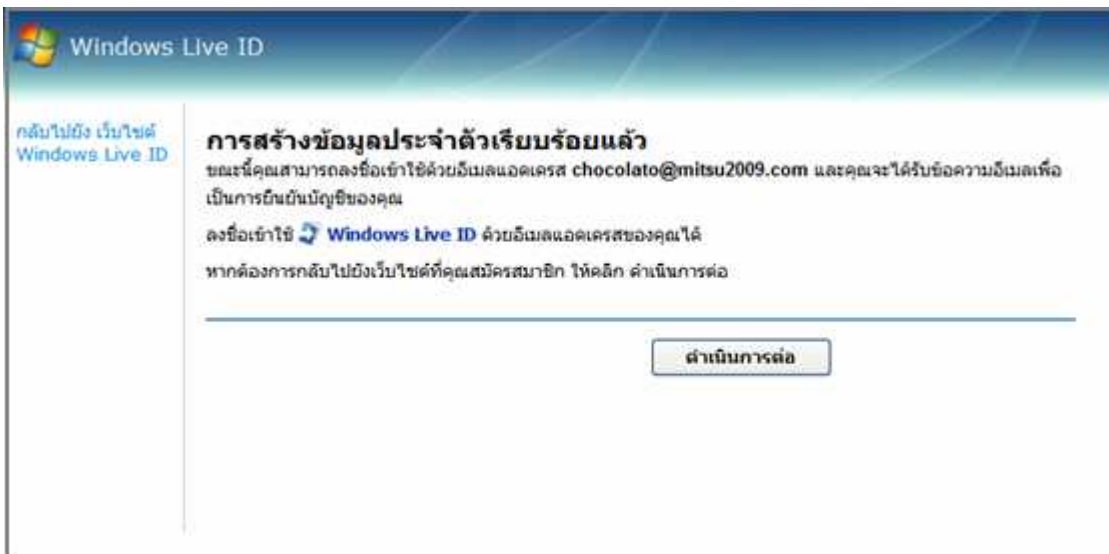 Windows Live ID
กลับไปยัง เว็บไซต์
Windows Live ID
การสร้างข้อมูลประจำตัวเรียบร้อยแล้ว
ขณะนี้คุณสามารถลงชื่อเข้าใช้ด้วยอีเมลแอดเดรส chocolato@mitsu2009.com และคุณจะได้รับข้อความอีเมลเพื่อ
เป็นการยืนยันบัญชีของคุณ
ลงชื่อเข้าใช้ Windows Live ID ด้วยอีเมลแอดเดรสของคุณได้
หากต้องการกลับไปยังเว็บไซต์ที่คุณสมัครสมาชิก ให้คลิก ดำเนินการต่อ
ดำเนินการต่อ